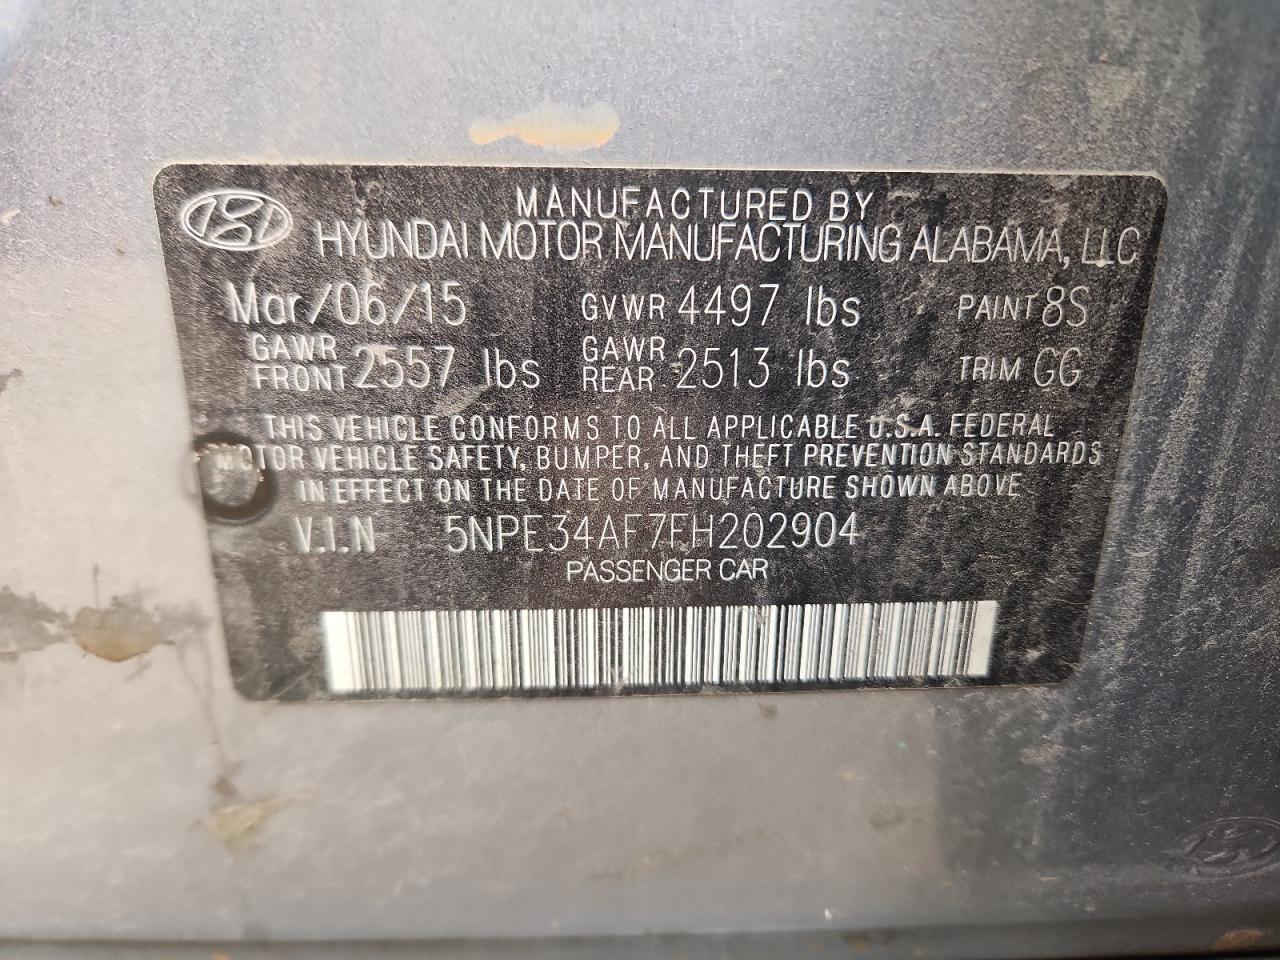 MANUFACTURED BY
HYUNDAI MOTOR MANUFACTURING ALABAMA, LLC
Mar/06/15 GVWR 4497 lbs PAINT 8S
GAWR FRONT 2557 lbs GAWR REAR 2513 lbs TRIM GG
THIS VEHICLE CONFORMS TO ALL APPLICABLE U.S.A. FEDERAL
MOTOR VEHICLE SAFETY, BUMPER, AND THEFT PREVENTION STANDARDS
IN EFFECT ON THE DATE OF MANUFACTURE SHOWN ABOVE
V.I.N 5NPE34AF7FH202904
PASSENGER CAR